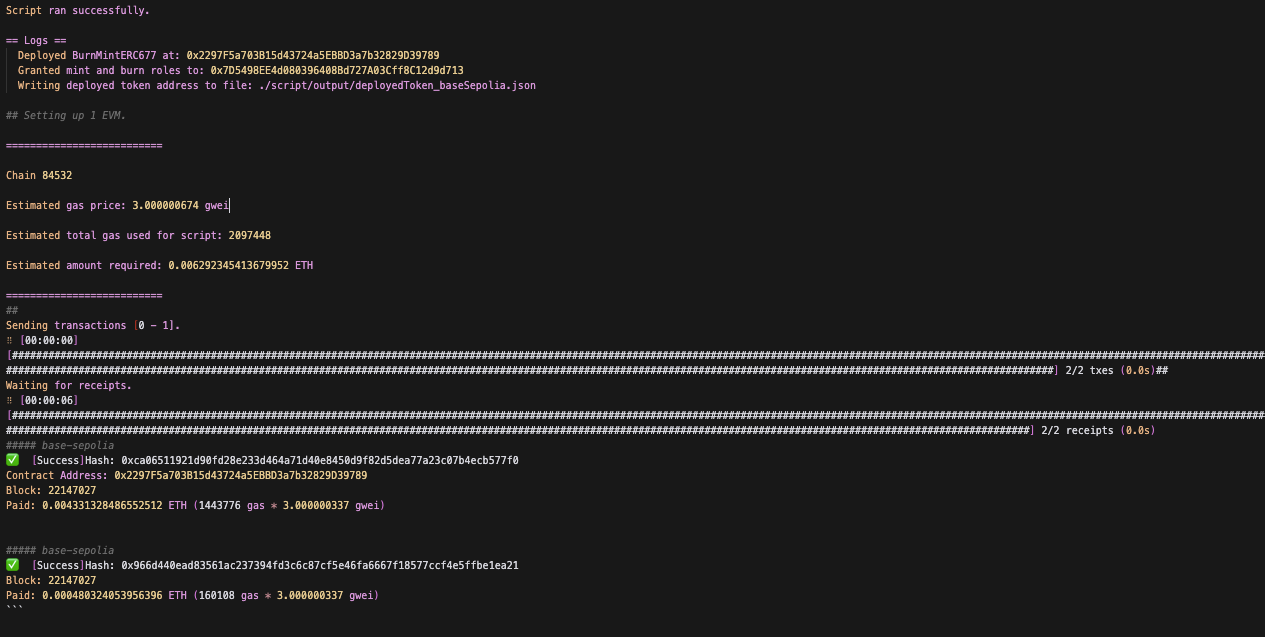 Script ran successfully.
== Logs ==
Deployed BurnMintERC677 at: 0x2297F5a703B15d43724a5EBBD3a7b32829D39789
Granted mint and burn roles to: 0x7D5498EE4d080396408Bd727A03Cff8C12d9d713
Writing deployed token address to file: ./script/output/deployedToken_baseSepolia.json
## Setting up 1 EVM.
==========================
Chain 84532
Estimated gas price: 3.000000674 gwei
Estimated total gas used for script: 2097448
Estimated amount required: 0.006292345413679952 ETH
==========================
##
Sending transactions [0 - 1].
⠿ [00:00:00]
[################################################################################################################################################################################################################
################################################################################################################################################################################] 2/2 txes (0.0s)##
Waiting for receipts.
⠿ [00:00:06]
[################################################################################################################################################################################################################
############################################################################################################################################################################] 2/2 receipts (0.0s)
##### base-sepolia
✅ [Success]Hash: 0xca06511921d90fd28e233d464a71d40e8450d9f82d5dea77a23c07b4ecb577f0
Contract Address: 0x2297F5a703B15d43724a5EBBD3a7b32829D39789
Block: 22147027
Paid: 0.004331328486552512 ETH (1443776 gas * 3.000000337 gwei)
##### base-sepolia
✅ [Success]Hash: 0x966d440ead83561ac237394fd3c6c87cf5e46fa6667f18577ccf4e5ffbe1ea21
Block: 22147027
Paid: 0.000480324053956396 ETH (160108 gas * 3.000000337 gwei)
```